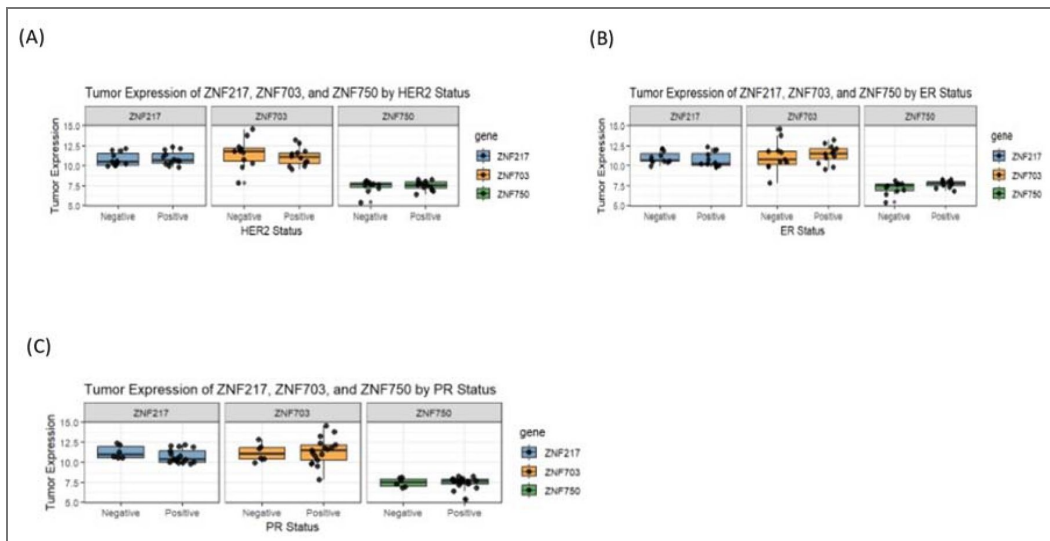 (A)
Tumor Expression of ZNF217, ZNF703, and ZNF750 by HER2 Status
ZNF217 ZNF703 ZNF750
15.0
12.5
10.0
7.5
5.0
Tumor Expression
Negative Positive Negative Positive Negative Positive
HER2 Status
gene
ZNF217
ZNF703
ZNF750
(B)
Tumor Expression of ZNF217, ZNF703, and ZNF750 by ER Status
ZNF217 ZNF703 ZNF750
15.0
12.5
10.0
7.5
5.0
Tumor Expression
Negative Positive Negative Positive Negative Positive
ER Status
gene
ZNF217
ZNF703
ZNF750
(C)
Tumor Expression of ZNF217, ZNF703, and ZNF750 by PR Status
ZNF217 ZNF703 ZNF750
15.0
12.5
10.0
7.5
5.0
Tumor Expression
Negative Positive Negative Positive Negative Positive
PR Status
gene
ZNF217
ZNF703
ZNF750